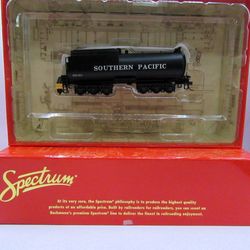 SOUTHERN PACIFIC
Spectrum
At its very core, the Spectrum® philosophy is to produce the highest quality
products at an affordable price. Built by railroaders for railroaders, you can count on
Bachmann's premium Spectrum® line to deliver the finest in railroading enjoyment.